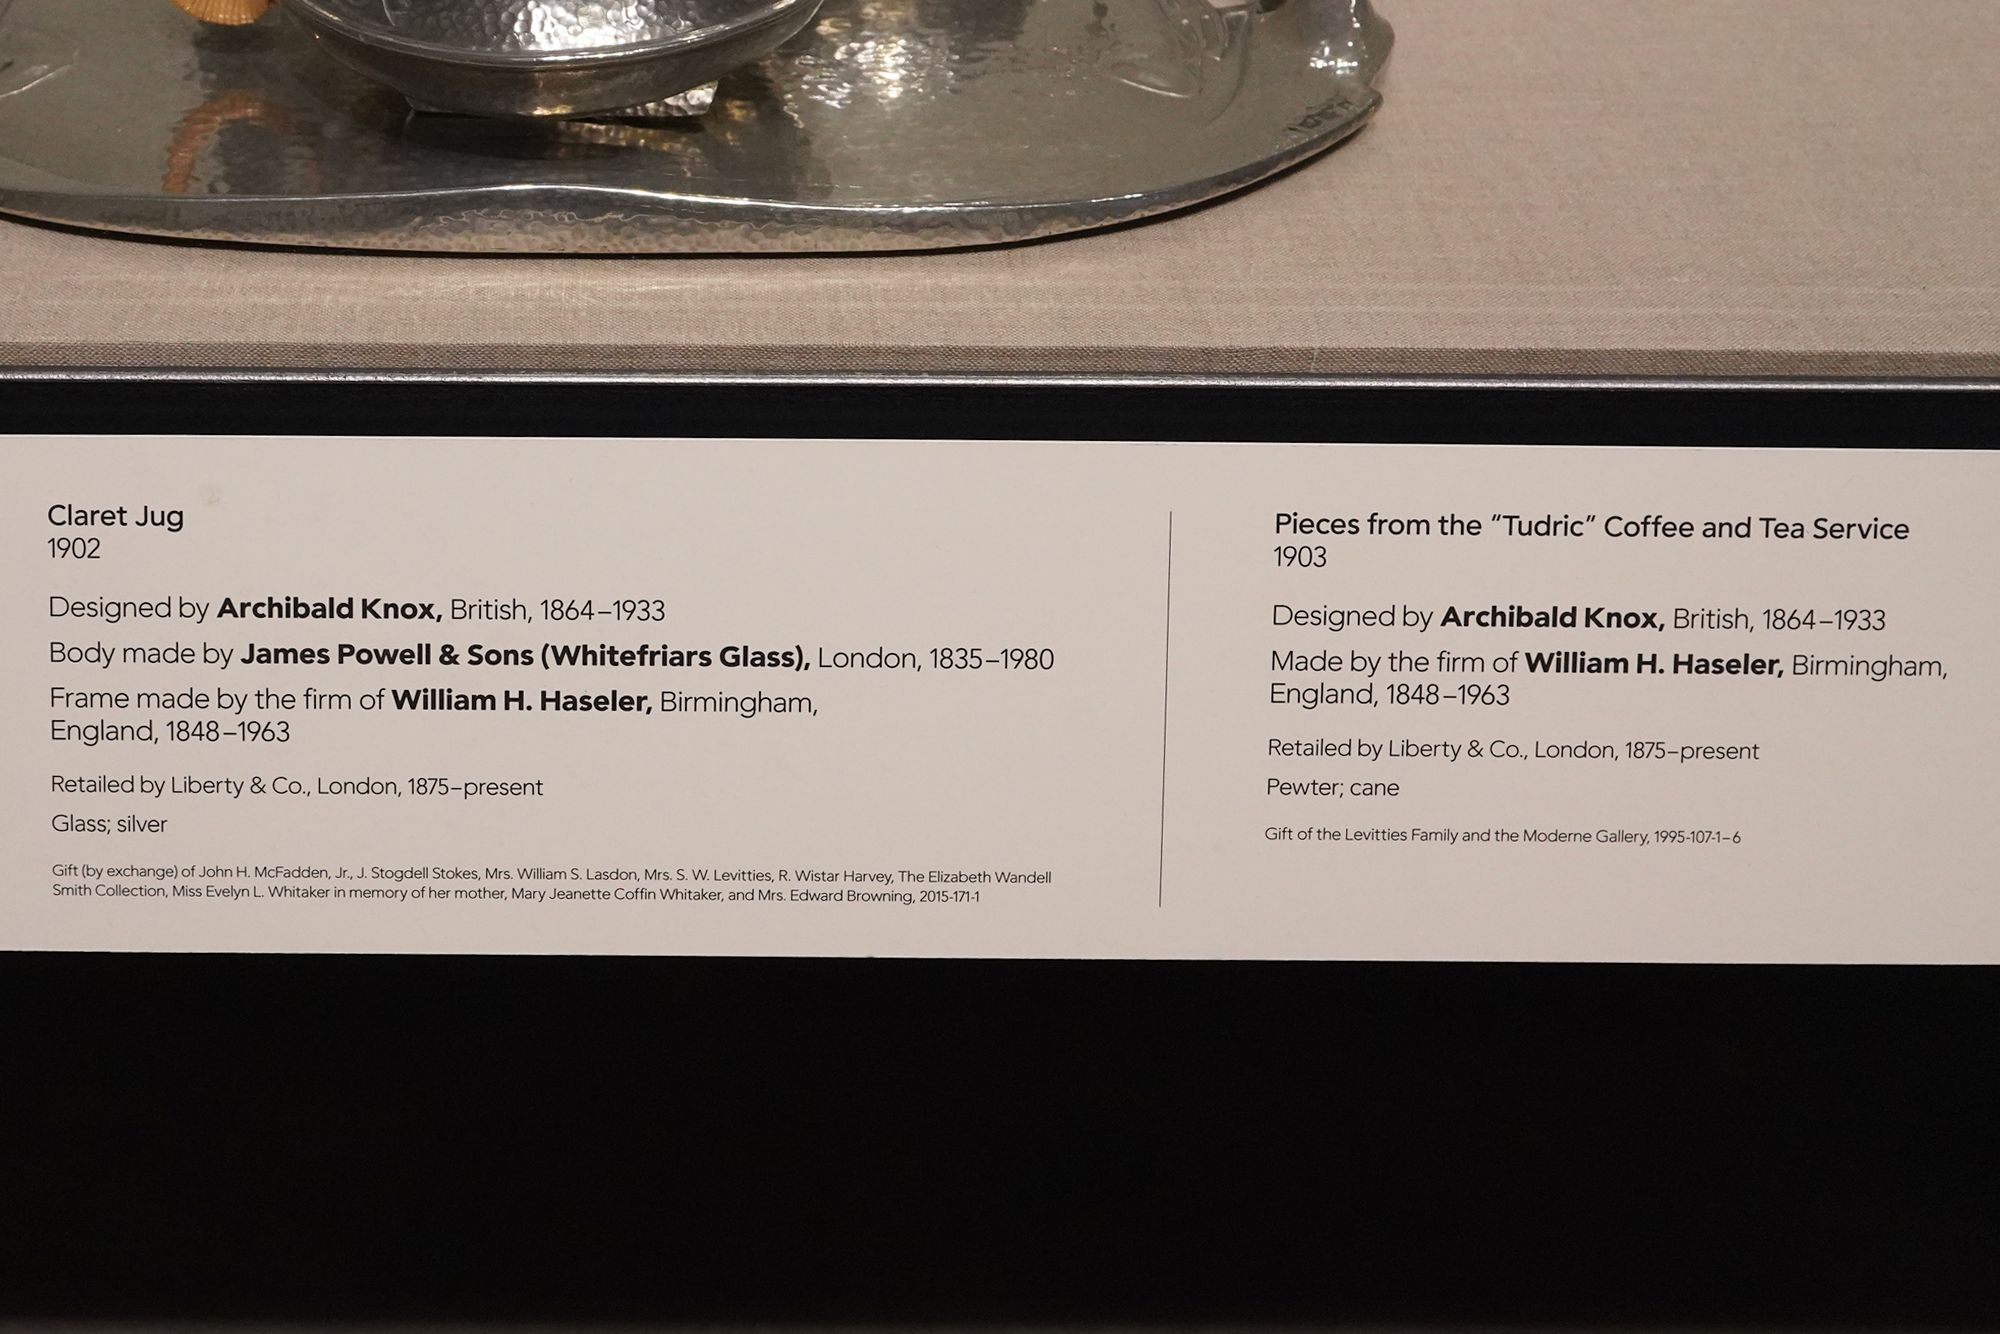 Claret Jug
1902
Designed by Archibald Knox, British, 1864–1933
Body made by James Powell & Sons (Whitefriars Glass), London, 1835–1980
Frame made by the firm of William H. Haseler, Birmingham,
England, 1848–1963
Retailed by Liberty & Co., London, 1875–present
Glass; silver
Gift (by exchange) of John H. McFadden, Jr., J. Stogdell Stokes, Mrs. William S. Lasdon, Mrs. S. W. Levitties, R. Wistar Harvey, The Elizabeth Wandell
Smith Collection, Miss Evelyn L. Whitaker in memory of her mother, Mary Jeanette Coffin Whitaker, and Mrs. Edward Browning, 2015-171-1
Pieces from the “Tudric” Coffee and Tea Service
1903
Designed by Archibald Knox, British, 1864–1933
Made by the firm of William H. Haseler, Birmingham,
England, 1848–1963
Retailed by Liberty & Co., London, 1875–present
Pewter; cane
Gift of the Levitties Family and the Moderne Gallery, 1995-107-1–6